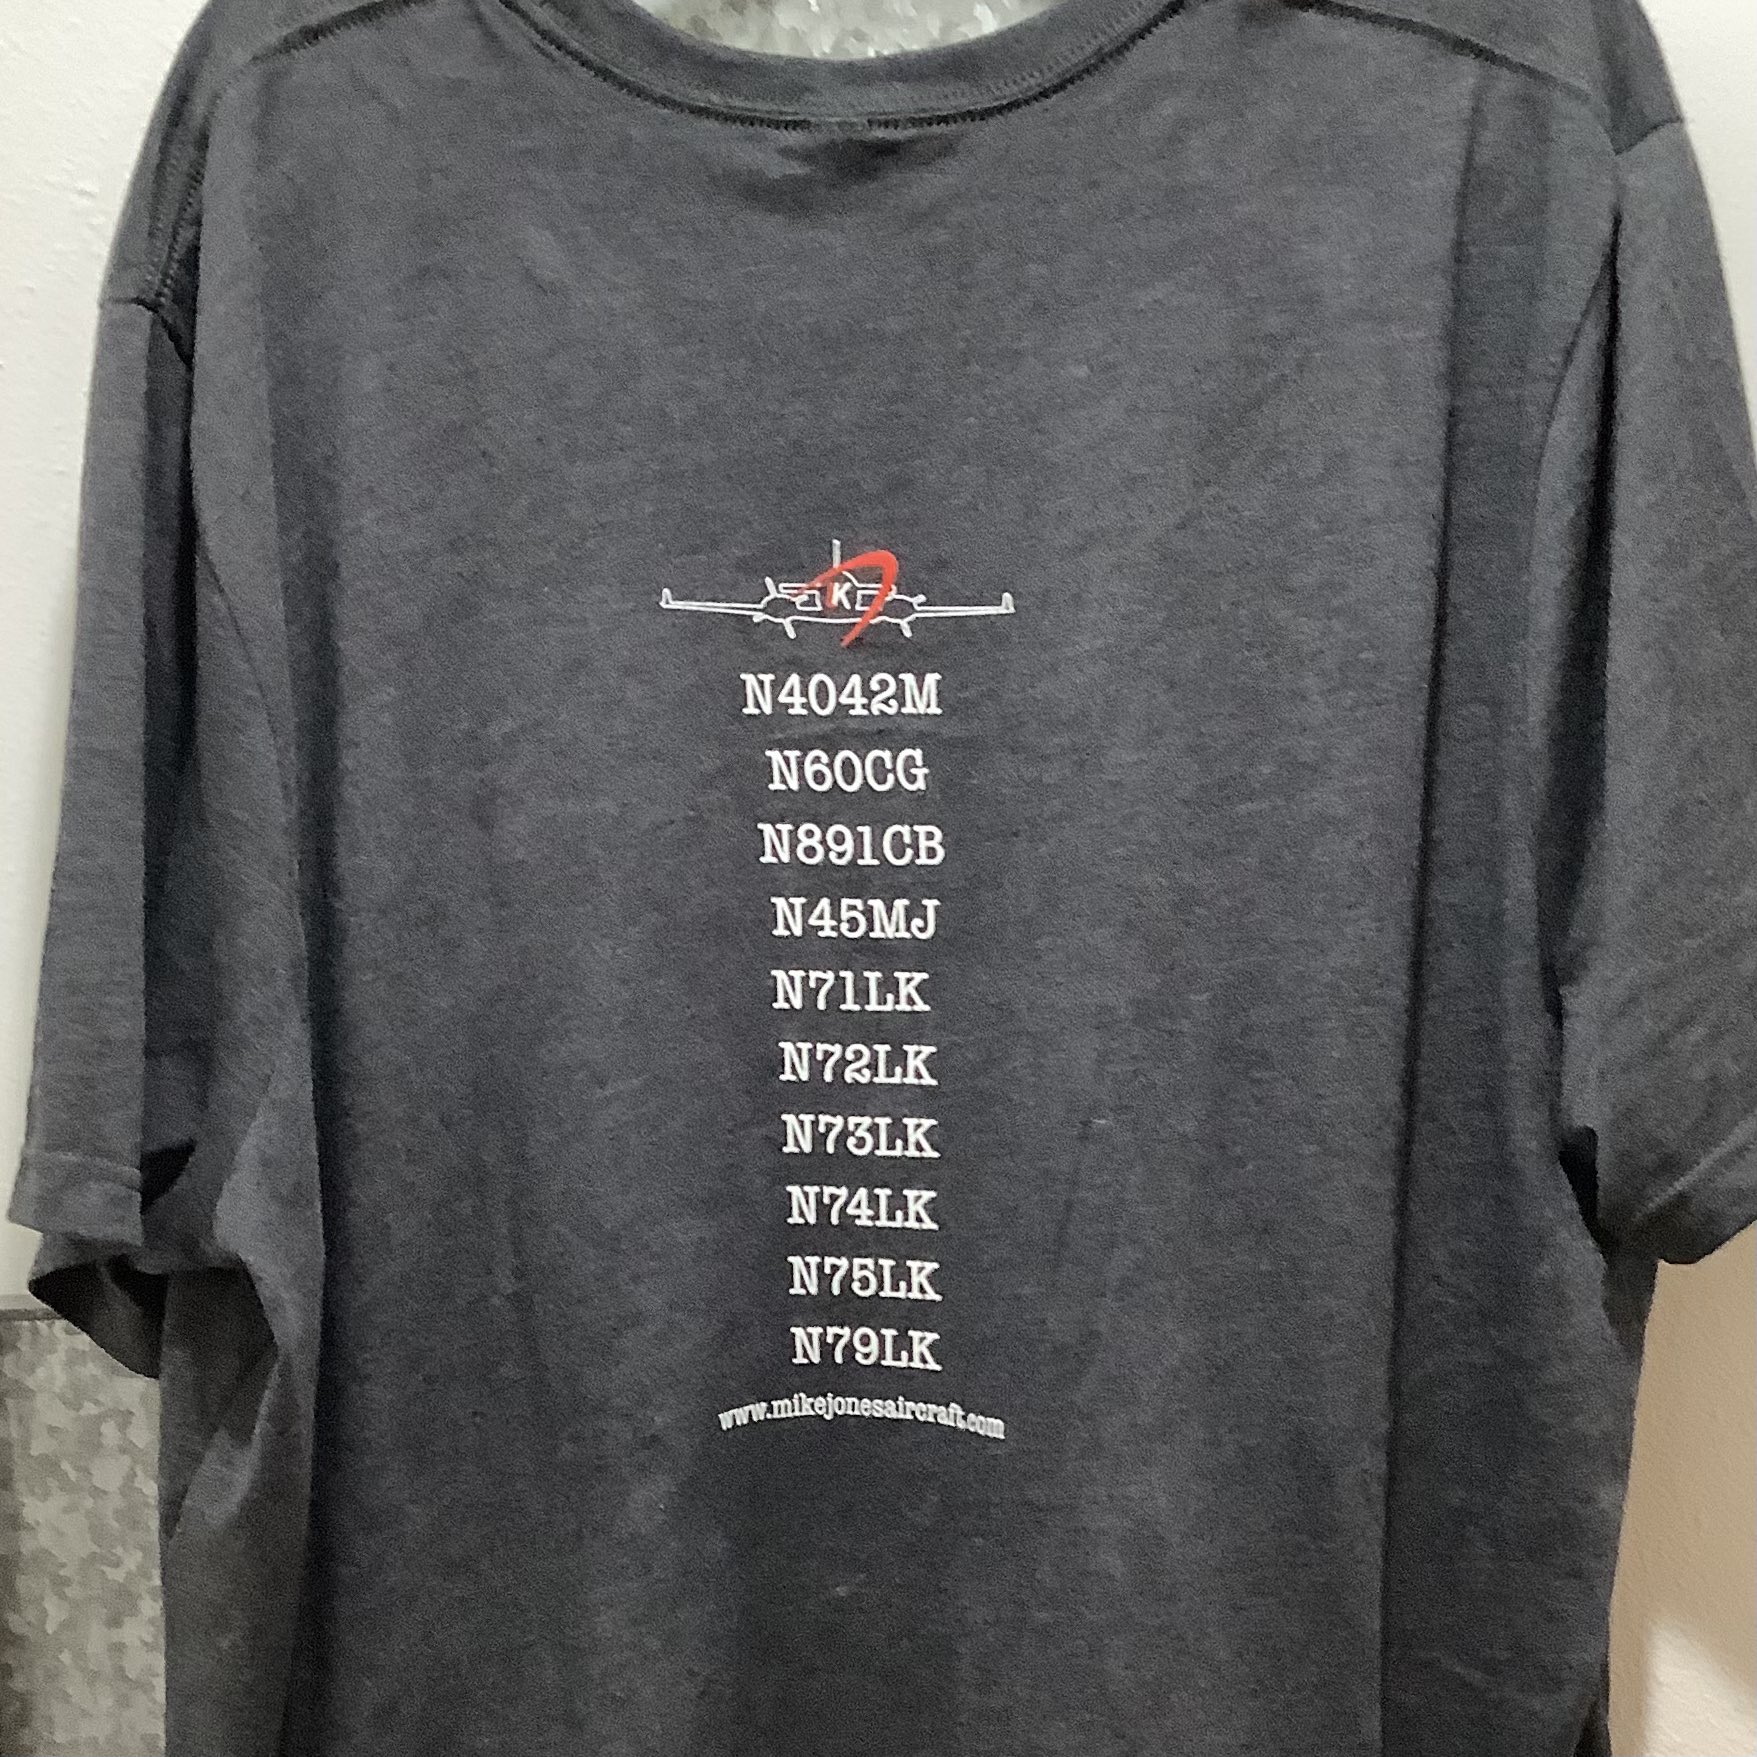 K
N4042M
N60CG
N891CB
N45MJ
N71LK
N72LK
N73LK
N74LK
N75LK
N79LK
www.mikejonesaircraft.com